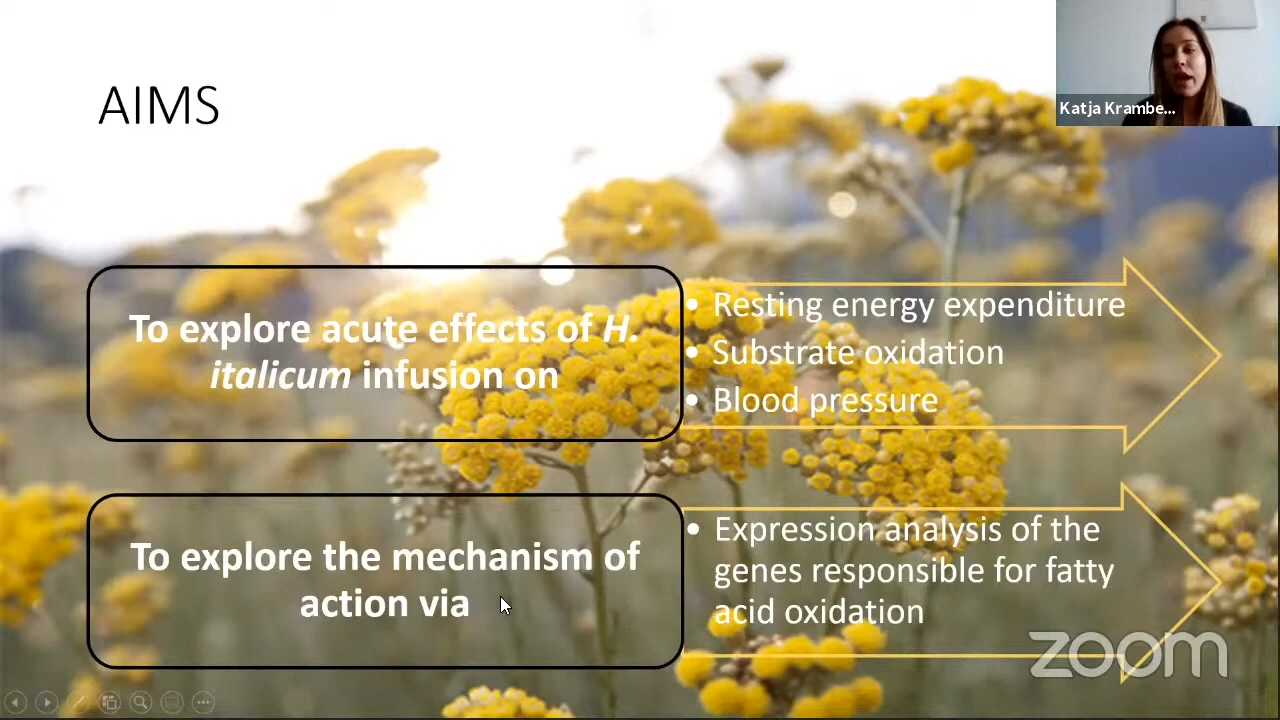 AIMS
Katja Krambe...
To explore acute effects of H.
italicum infusion on
• Resting energy expenditure
• Substrate oxidation
• Blood pressure
To explore the mechanism of
action via
• Expression analysis of the
genes responsible for fatty
acid oxidation
zoom